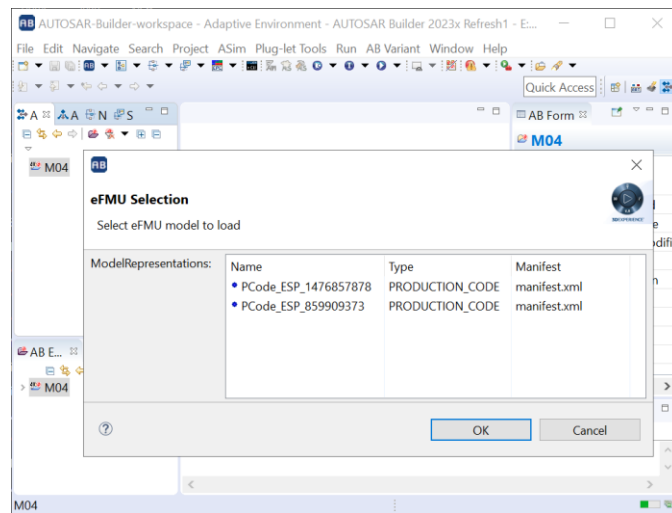 AUTOSAR-Builder-workspace - Adaptive Environment - AUTOSAR Builder 2023x Refresh1 - E:...
File Edit Navigate Search Project ASim Plug-let Tools Run AB Variant Window Help
Quick Access
A A N S
AB Form
M04
M04
AB
eFMU Selection
Select eFMU model to load
3DEXPERIENCE
ModelRepresentations:
Name Type Manifest
PCode_ESP_1476857878 PRODUCTION_CODE manifest.xml
PCode_ESP_859909373 PRODUCTION_CODE manifest.xml
AB E...
M04
OK Cancel
M04